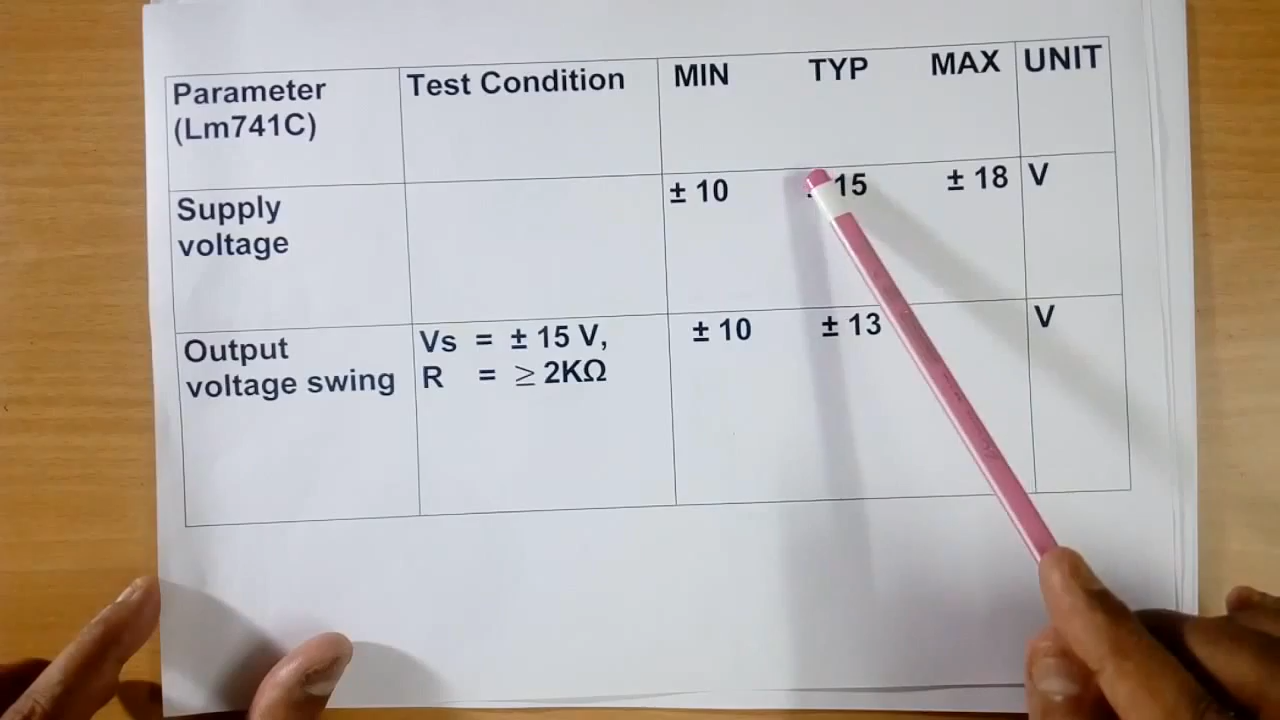 Parameter (Lm741C) Test Condition MIN TYP MAX UNIT
Supply voltage ± 10 15 ± 18 V
Output voltage swing Vs = ± 15 V, R = ≥ 2KΩ ± 10 ± 13 V